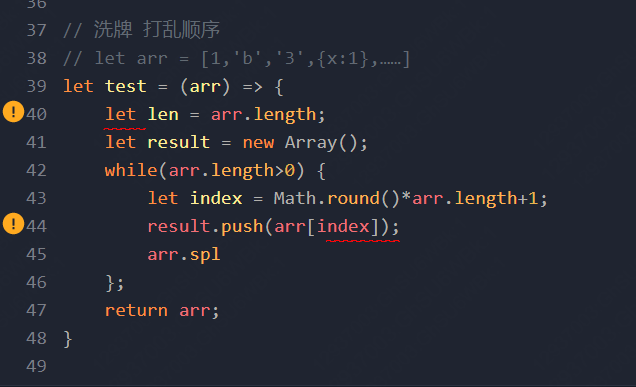 36
37 // 洗牌 打乱顺序
38 // let arr = [1,'b','3',{x:1},……]
39 let test = (arr) => {
! 40     let len = arr.length;
41     let result = new Array();
42     while(arr.length>0) {
43         let index = Math.round()*arr.length+1;
! 44         result.push(arr[index]);
45         arr.spl
46     };
47     return arr;
48 }
49